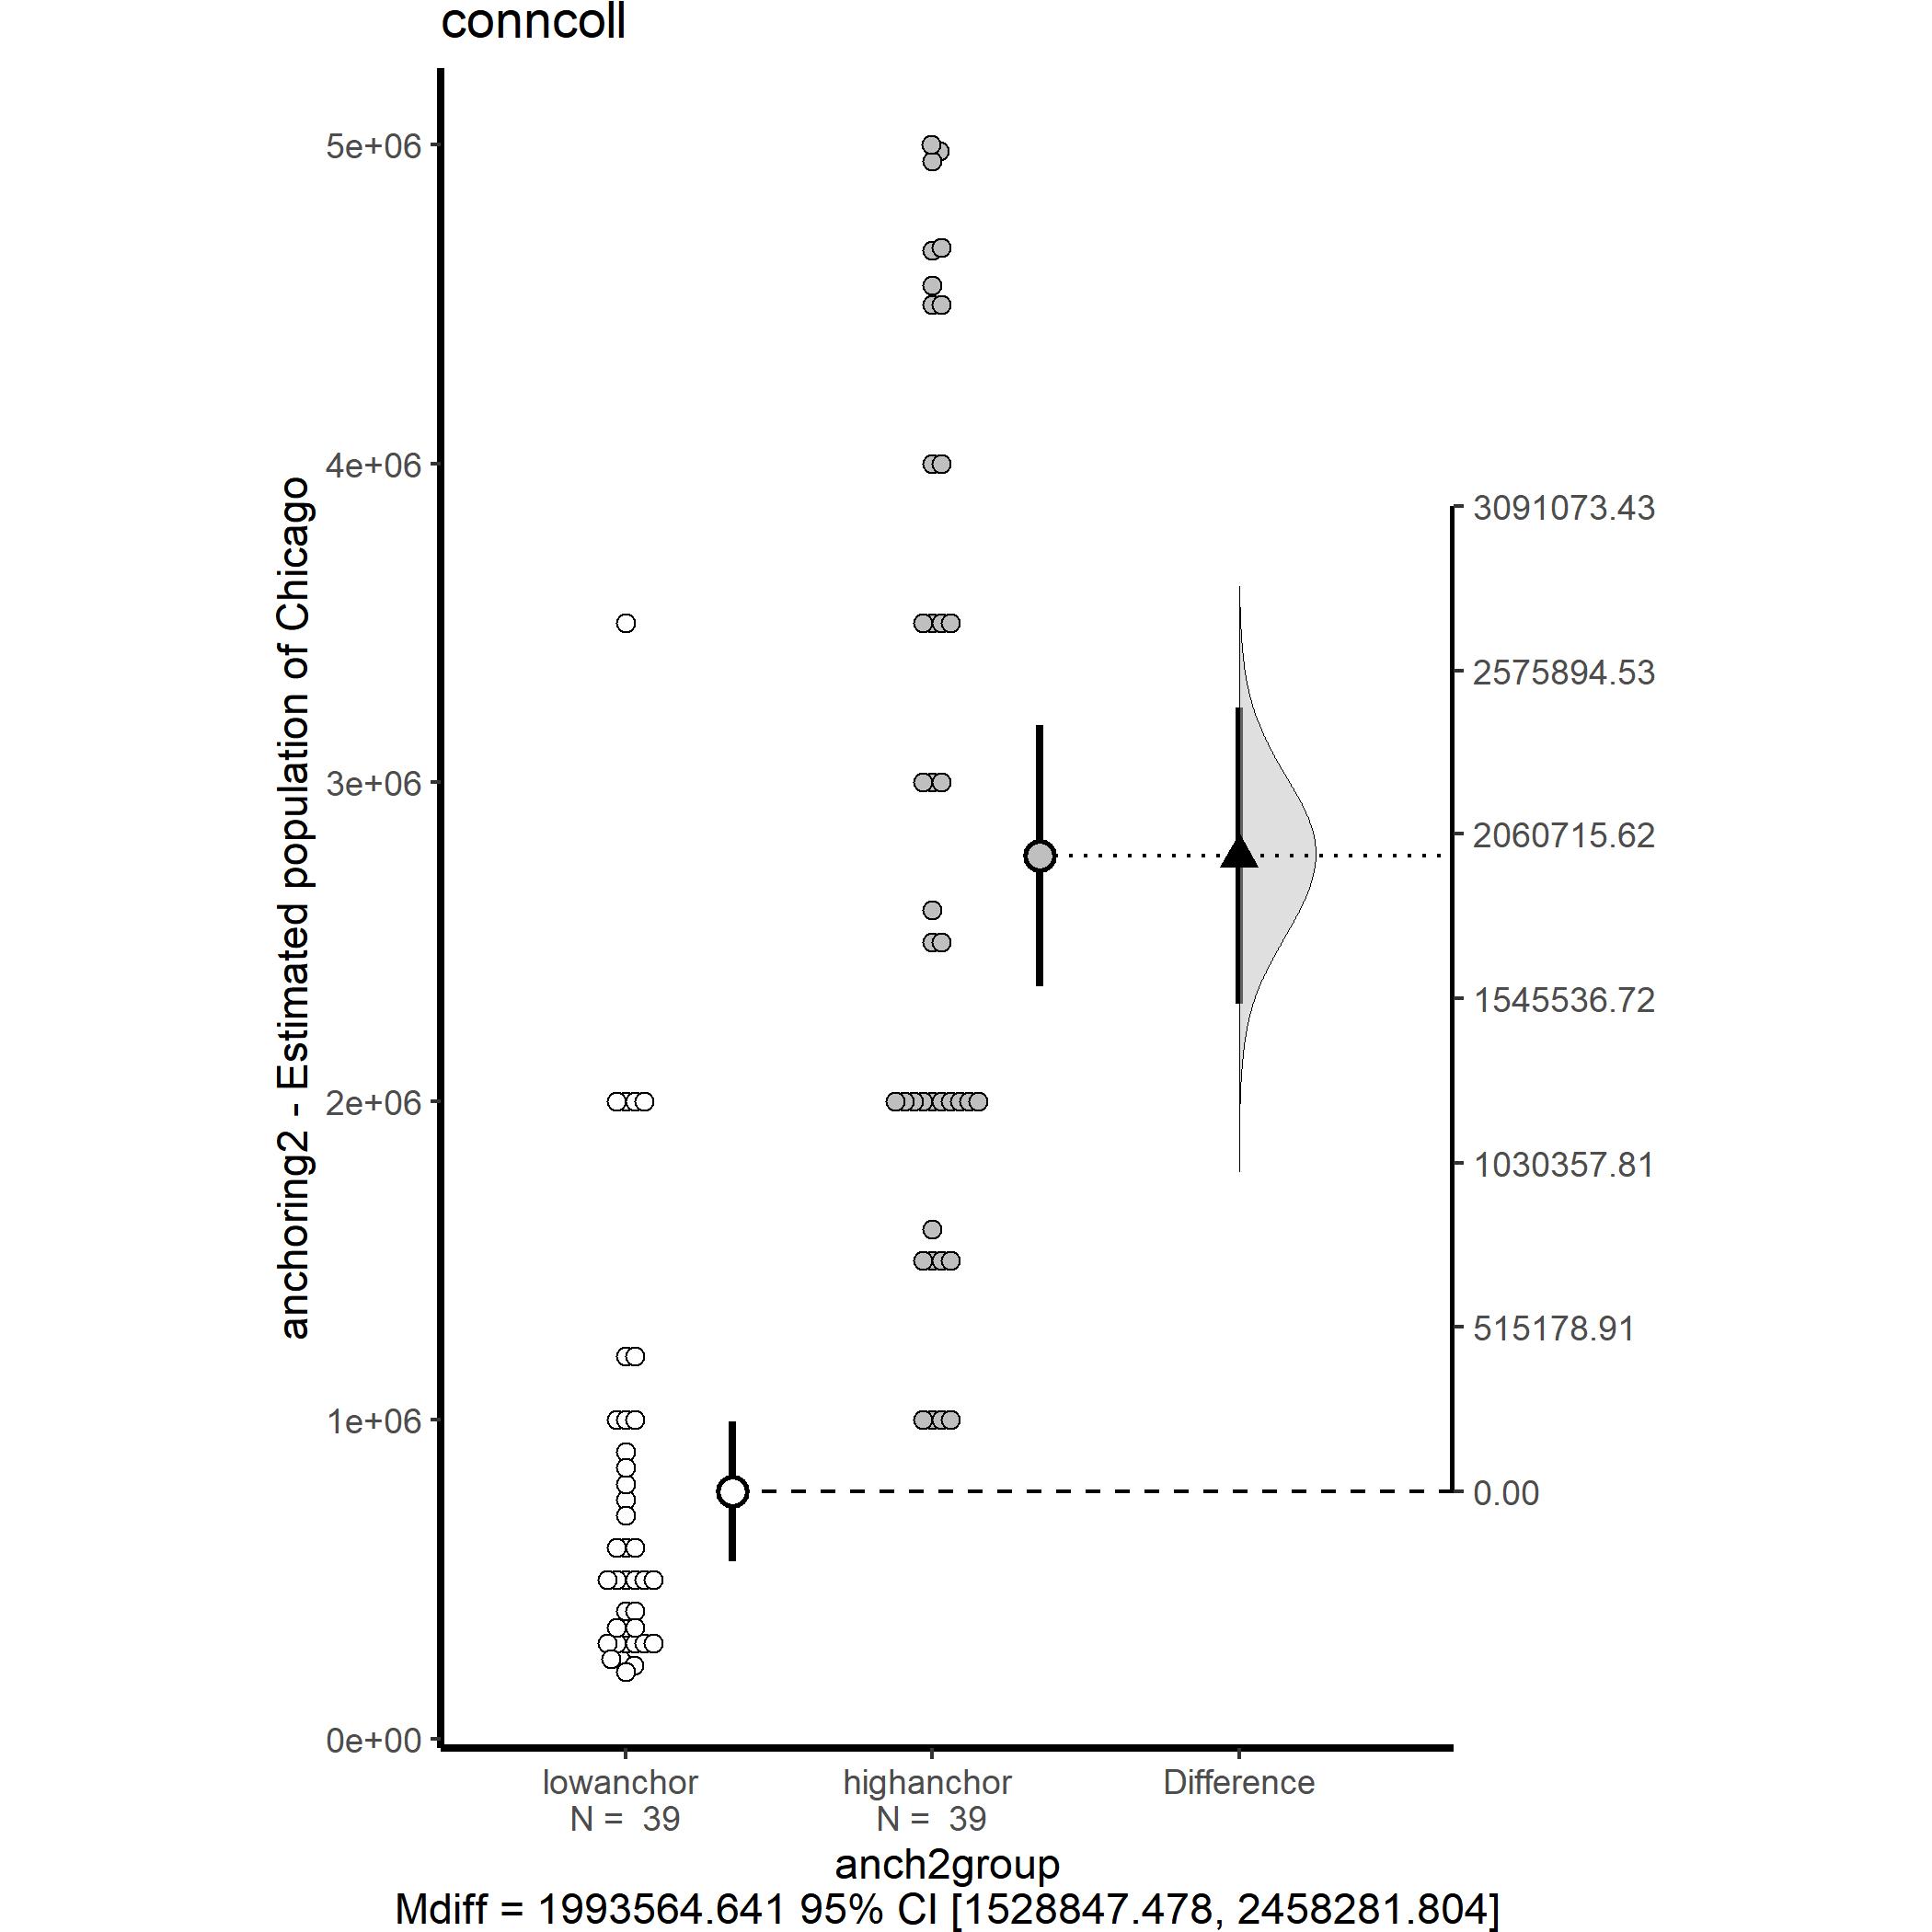 conncoll
anchoring2 - Estimated population of Chicago
5e+06
4e+06
3e+06
2e+06
1e+06
0e+00
3091073.43
2575894.53
2060715.62
1545536.72
1030357.81
515178.91
0.00
lowanchor
N =  39
highanchor
N =  39
Difference
anch2group
Mdiff = 1993564.641 95% CI [1528847.478, 2458281.804]